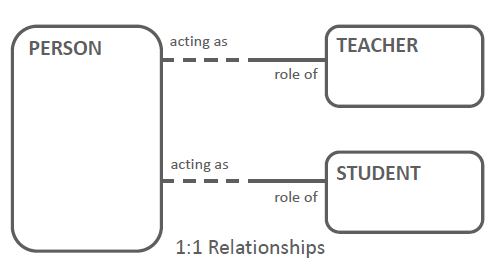 PERSON
acting as
role of
TEACHER
acting as
role of
STUDENT
1:1 Relationships